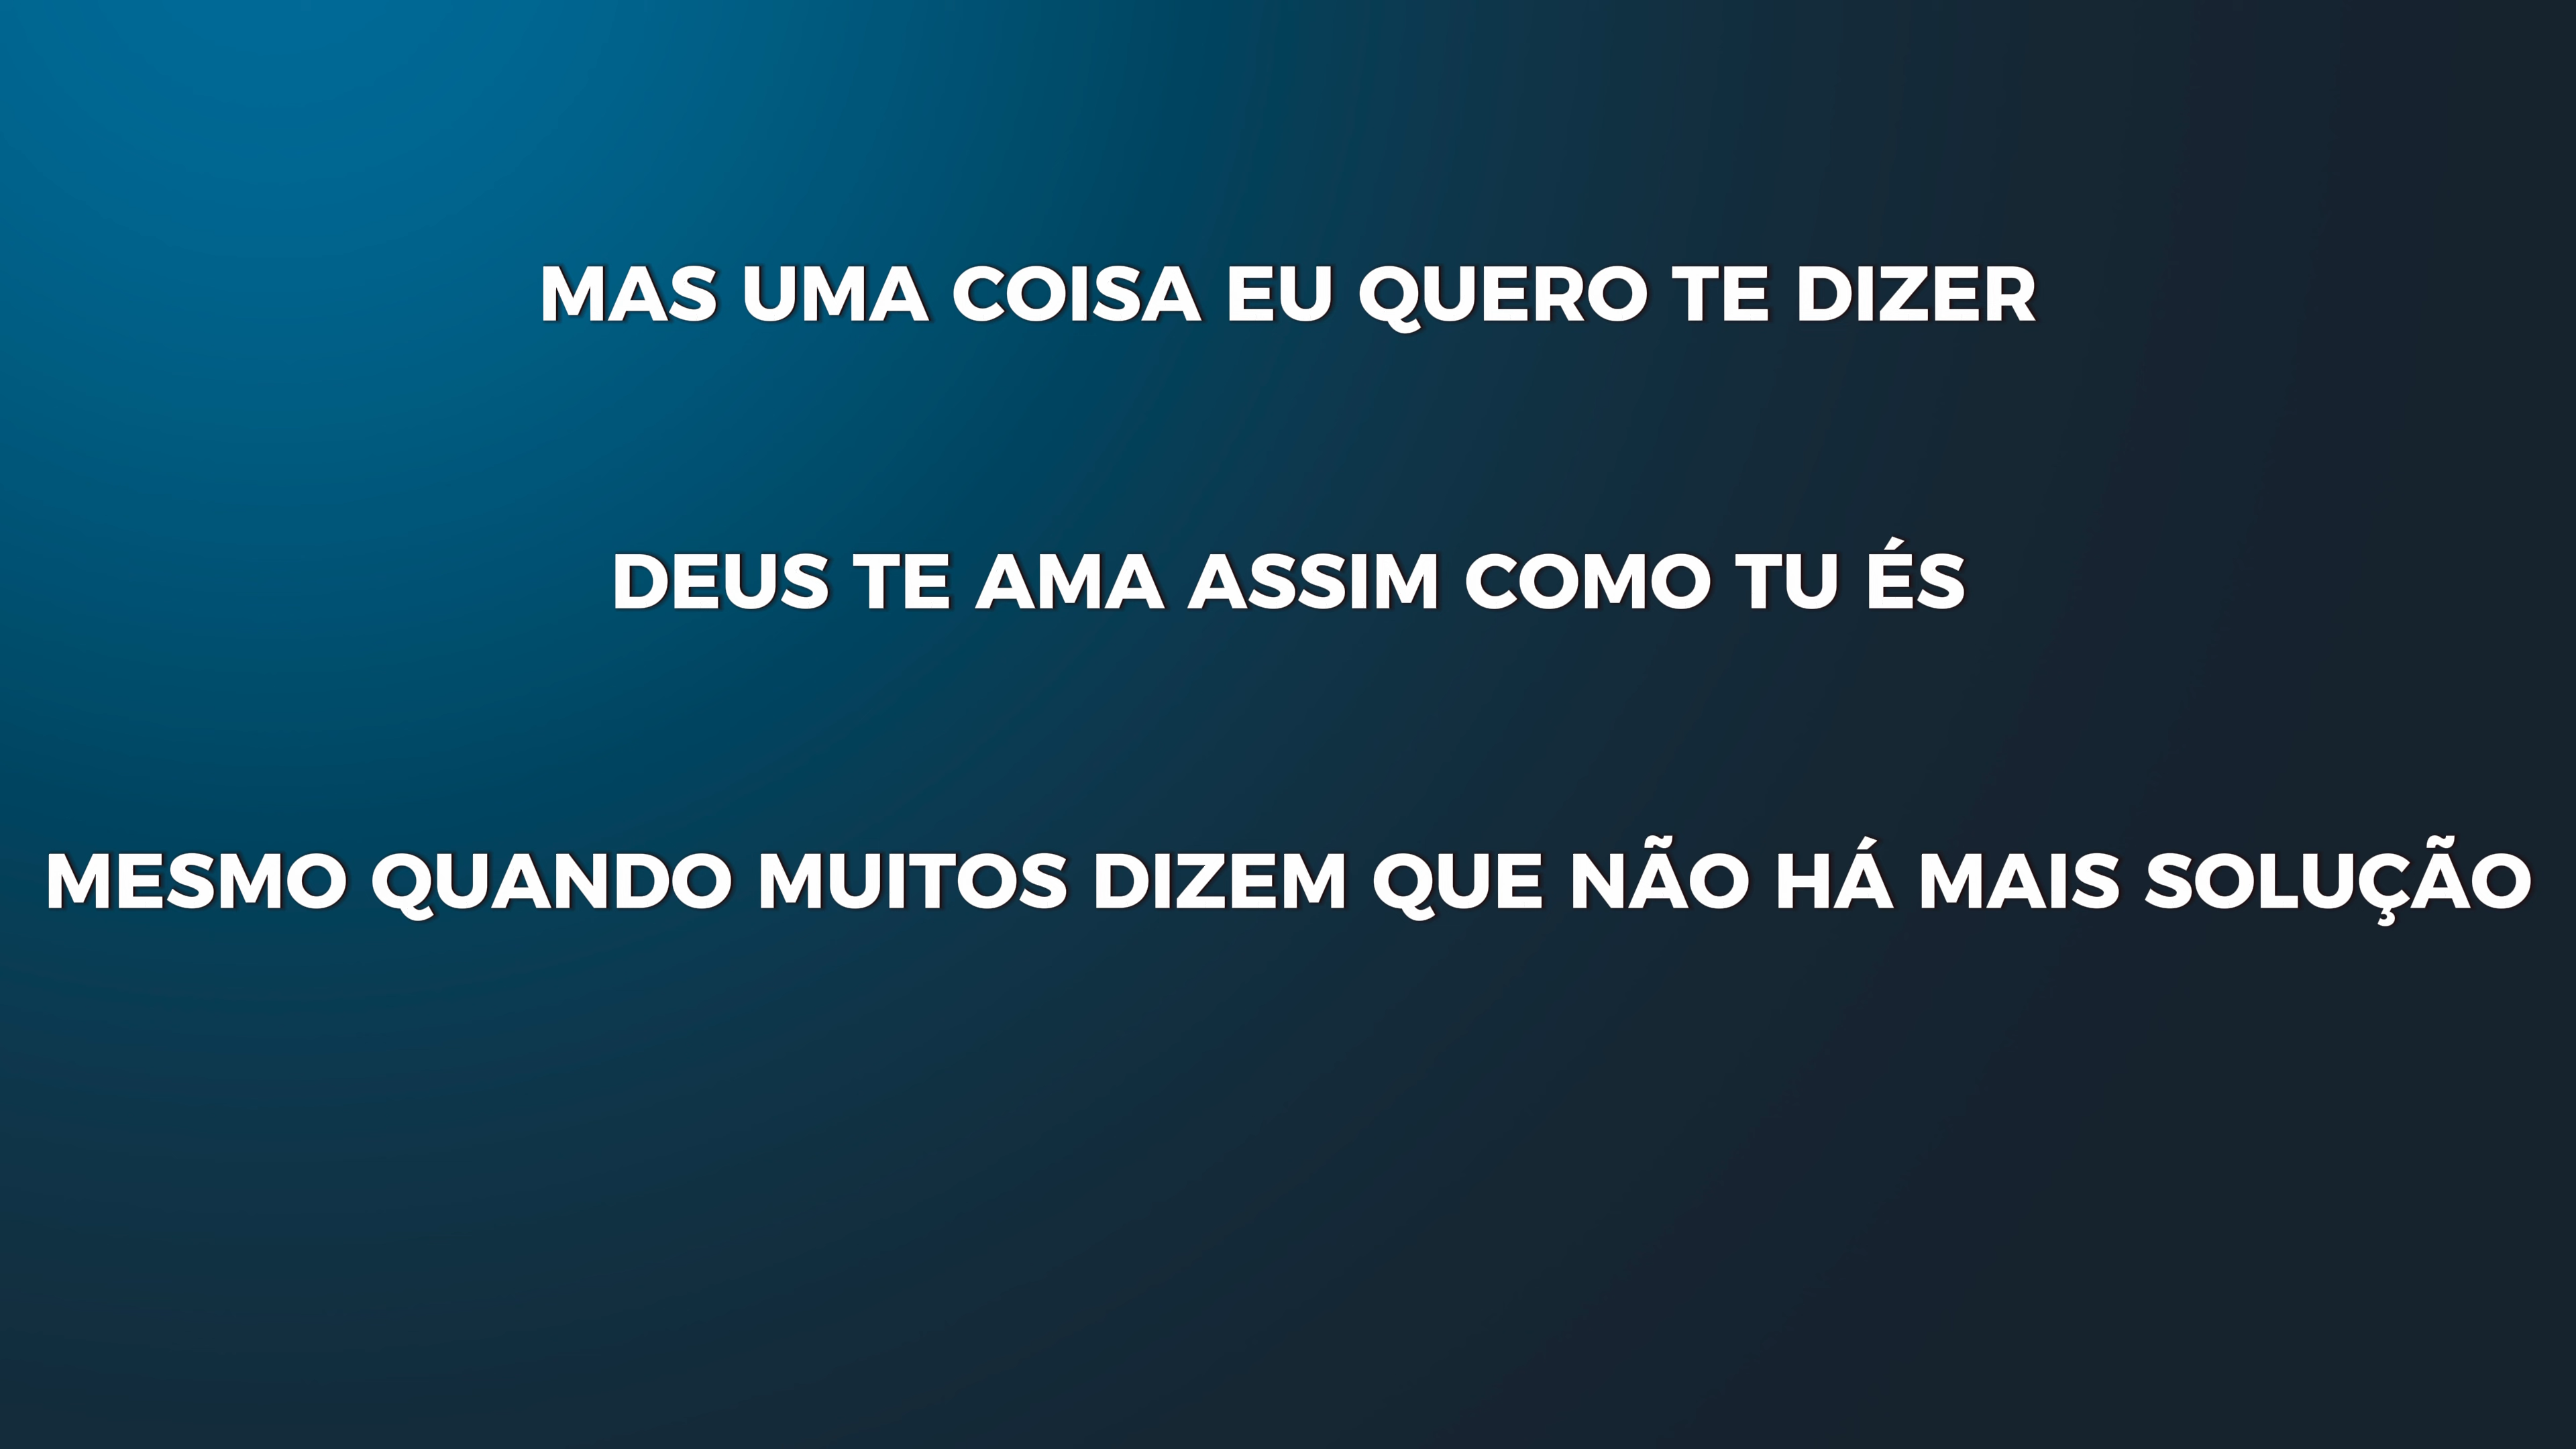 MAS UMA COISA EU QUERO TE DIZER
DEUS TE AMA ASSIM COMO TU ÉS
MESMO QUANDO MUITOS DIZEM QUE NÃO HÁ MAIS SOLUÇÃO